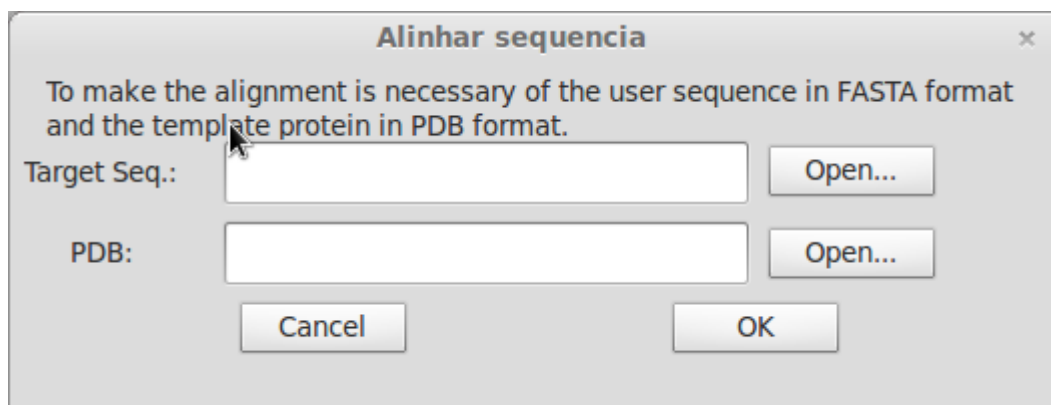 Alinhar sequencia
To make the alignment is necessary of the user sequence in FASTA format
and the template protein in PDB format.
Target Seq.: Open...
PDB: Open...
Cancel OK